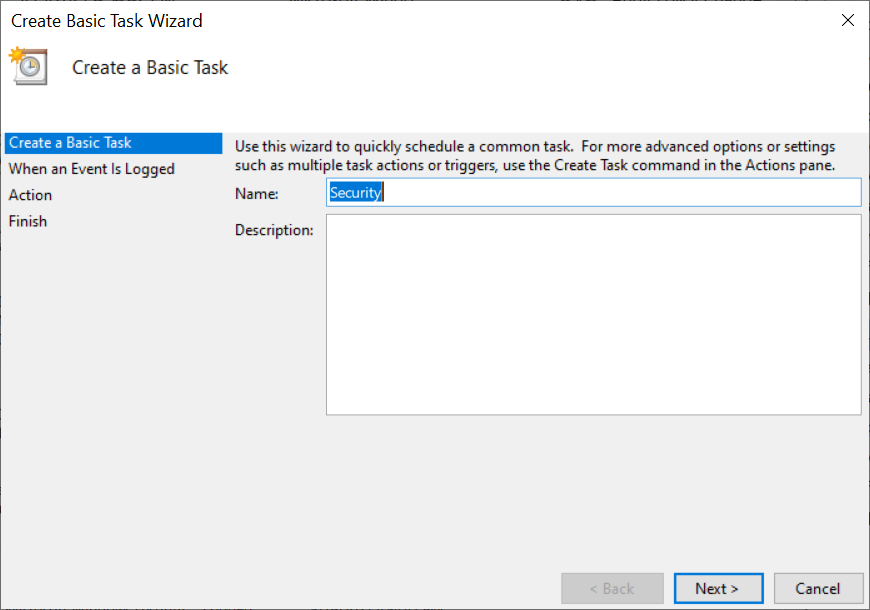 Create Basic Task Wizard
Create a Basic Task
Create a Basic Task
When an Event Is Logged
Action
Finish
Use this wizard to quickly schedule a common task. For more advanced options or settings
such as multiple task actions or triggers, use the Create Task command in the Actions pane.
Name:
Security
Description:
< Back
Next >
Cancel